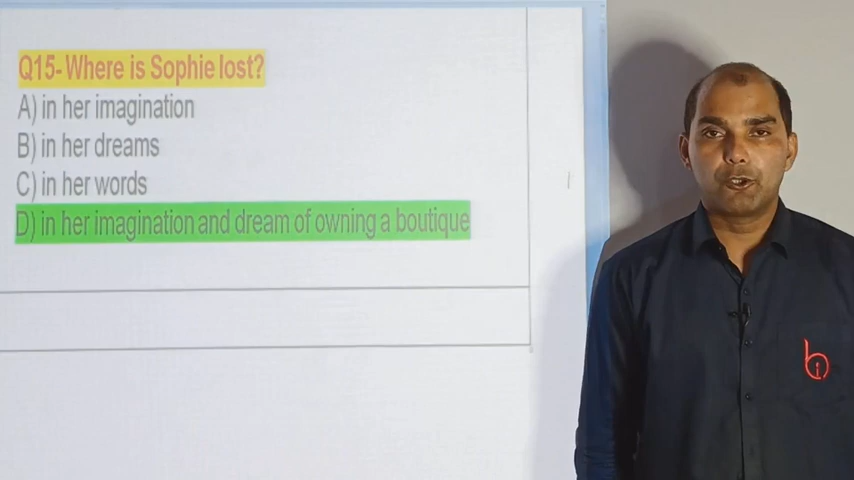 Q15- Where is Sophie lost?
A) in her imagination
B) in her dreams
C) in her words
D) in her imagination and dream of owning a boutique
bi